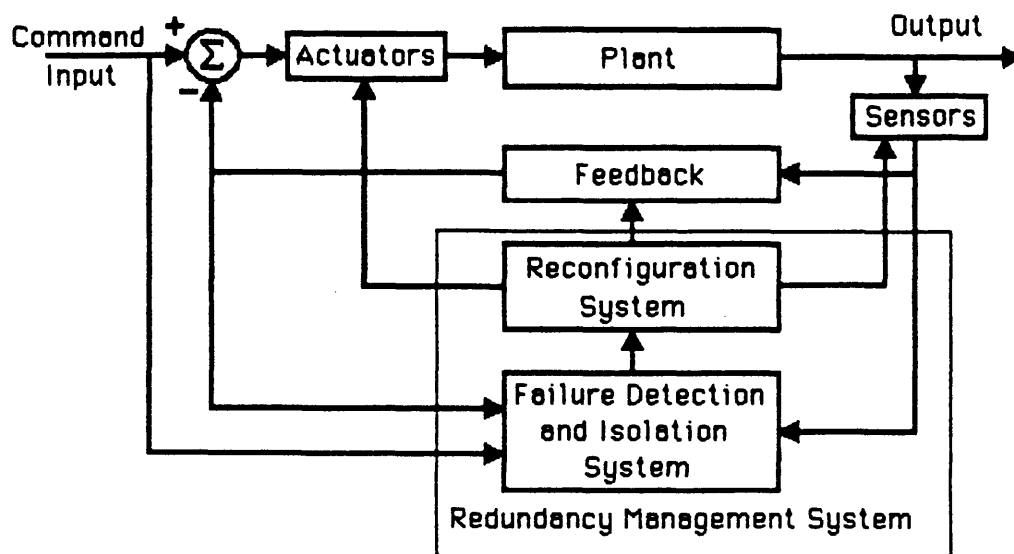 Command
Input
+
Σ
−
Actuators
Plant
Output
Sensors
Feedback
Reconfiguration
System
Failure Detection
and Isolation
System
Redundancy Management System